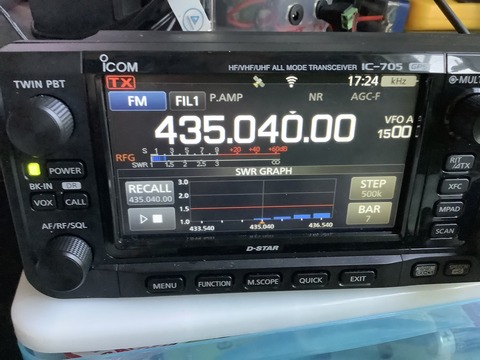 ICOM
HF/VHF/UHF ALL MODE TRANSCEIVER IC-705
TWIN PBT
TX
17:24 kHz
FM FIL1 P.AMP NR AGC-F
435.040.00
VFO A
1500
S 1 3 5 7 9 +20 +40 +60dB
RFG
SWR 1 1.5 2 2.5 3 ∞
SWR GRAPH
RECALL
435.040.00
3.0
2.5
2.0
1.5
1.0
433.540 435.040 436.540
STEP
500k
BAR
7
POWER
BK-IN
VOX CALL
AF/RF/SQL
RIT
XFC
MPAD
SCAN
D-STAR
MENU FUNCTION M.SCOPE QUICK EXIT